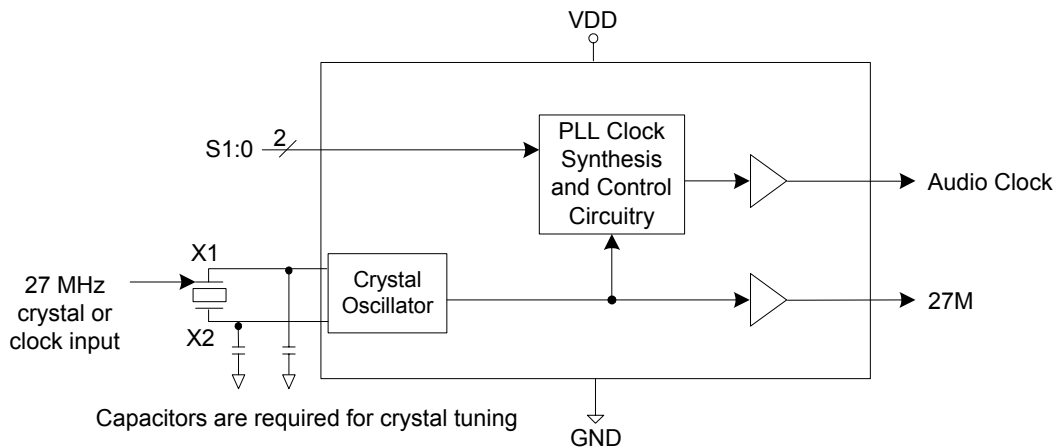 VDD
S1:0
2
PLL Clock
Synthesis
and Control
Circuitry
Audio Clock
X1
27 MHz
crystal or
clock input
X2
Crystal
Oscillator
27M
Capacitors are required for crystal tuning
GND